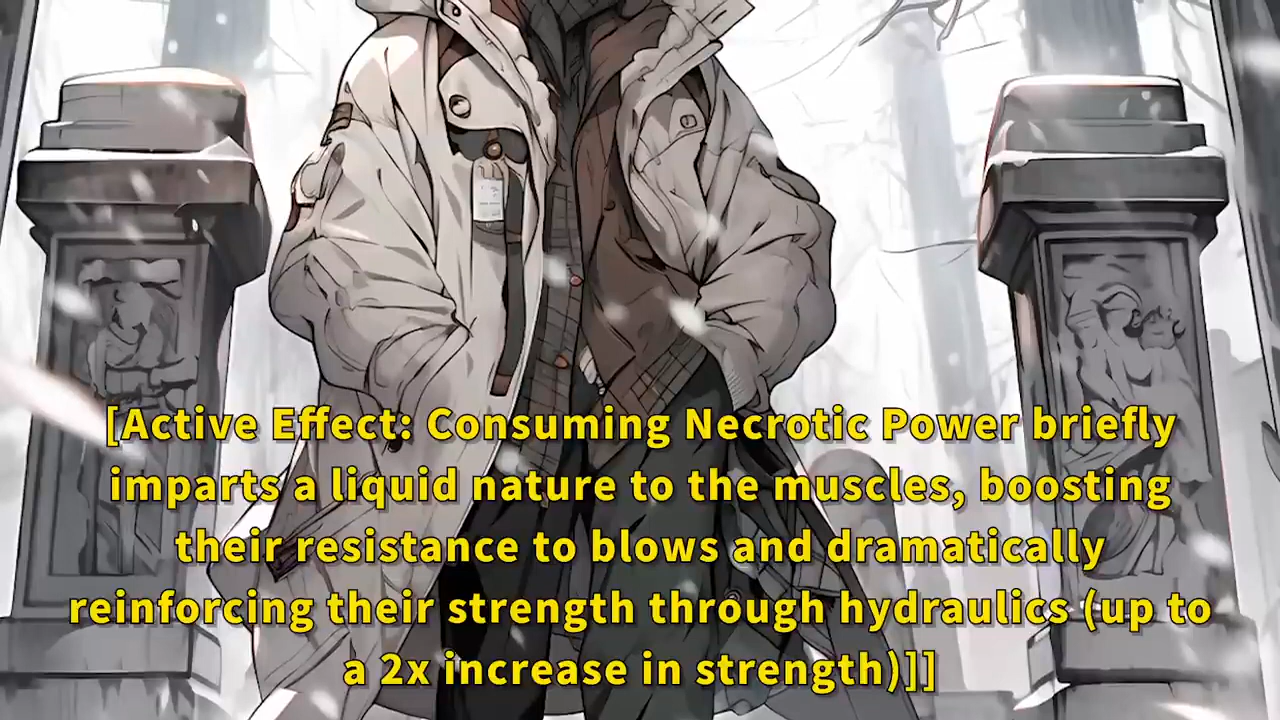 [Active Effect: Consuming Necrotic Power briefly
imparts a liquid nature to the muscles, boosting
their resistance to blows and dramatically
reinforcing their strength through hydraulics (up to
a 2x increase in strength)]]